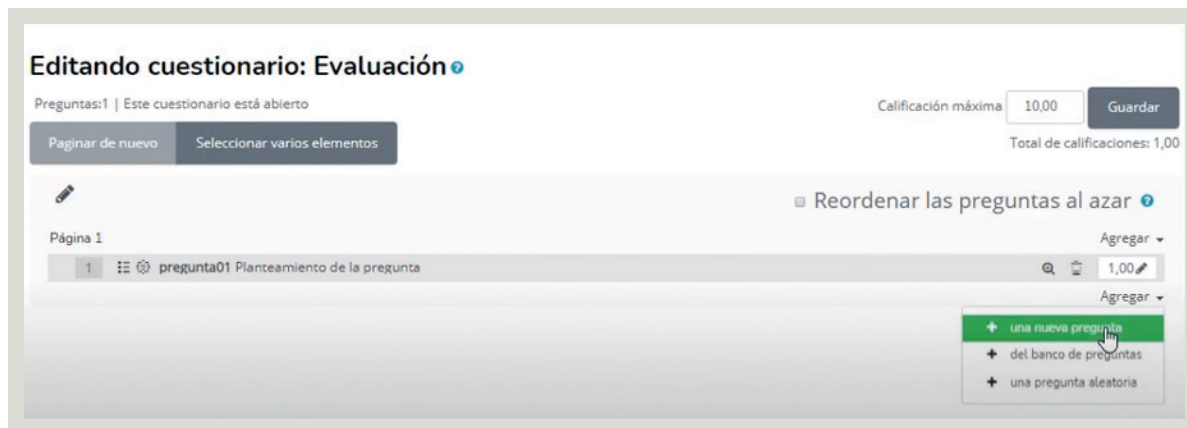 Editando cuestionario: Evaluación
Preguntas:1 | Este cuestionario está abierto
Calificación máxima 10,00 Guardar
Paginar de nuevo Seleccionar varios elementos
Total de calificaciones: 1,00
Reordenar las preguntas al azar
Página 1 Agregar
1 pregunta01 Planteamiento de la pregunta 1,00
Agregar
+ una nueva pregunta
+ del banco de preguntas
+ una pregunta aleatoria